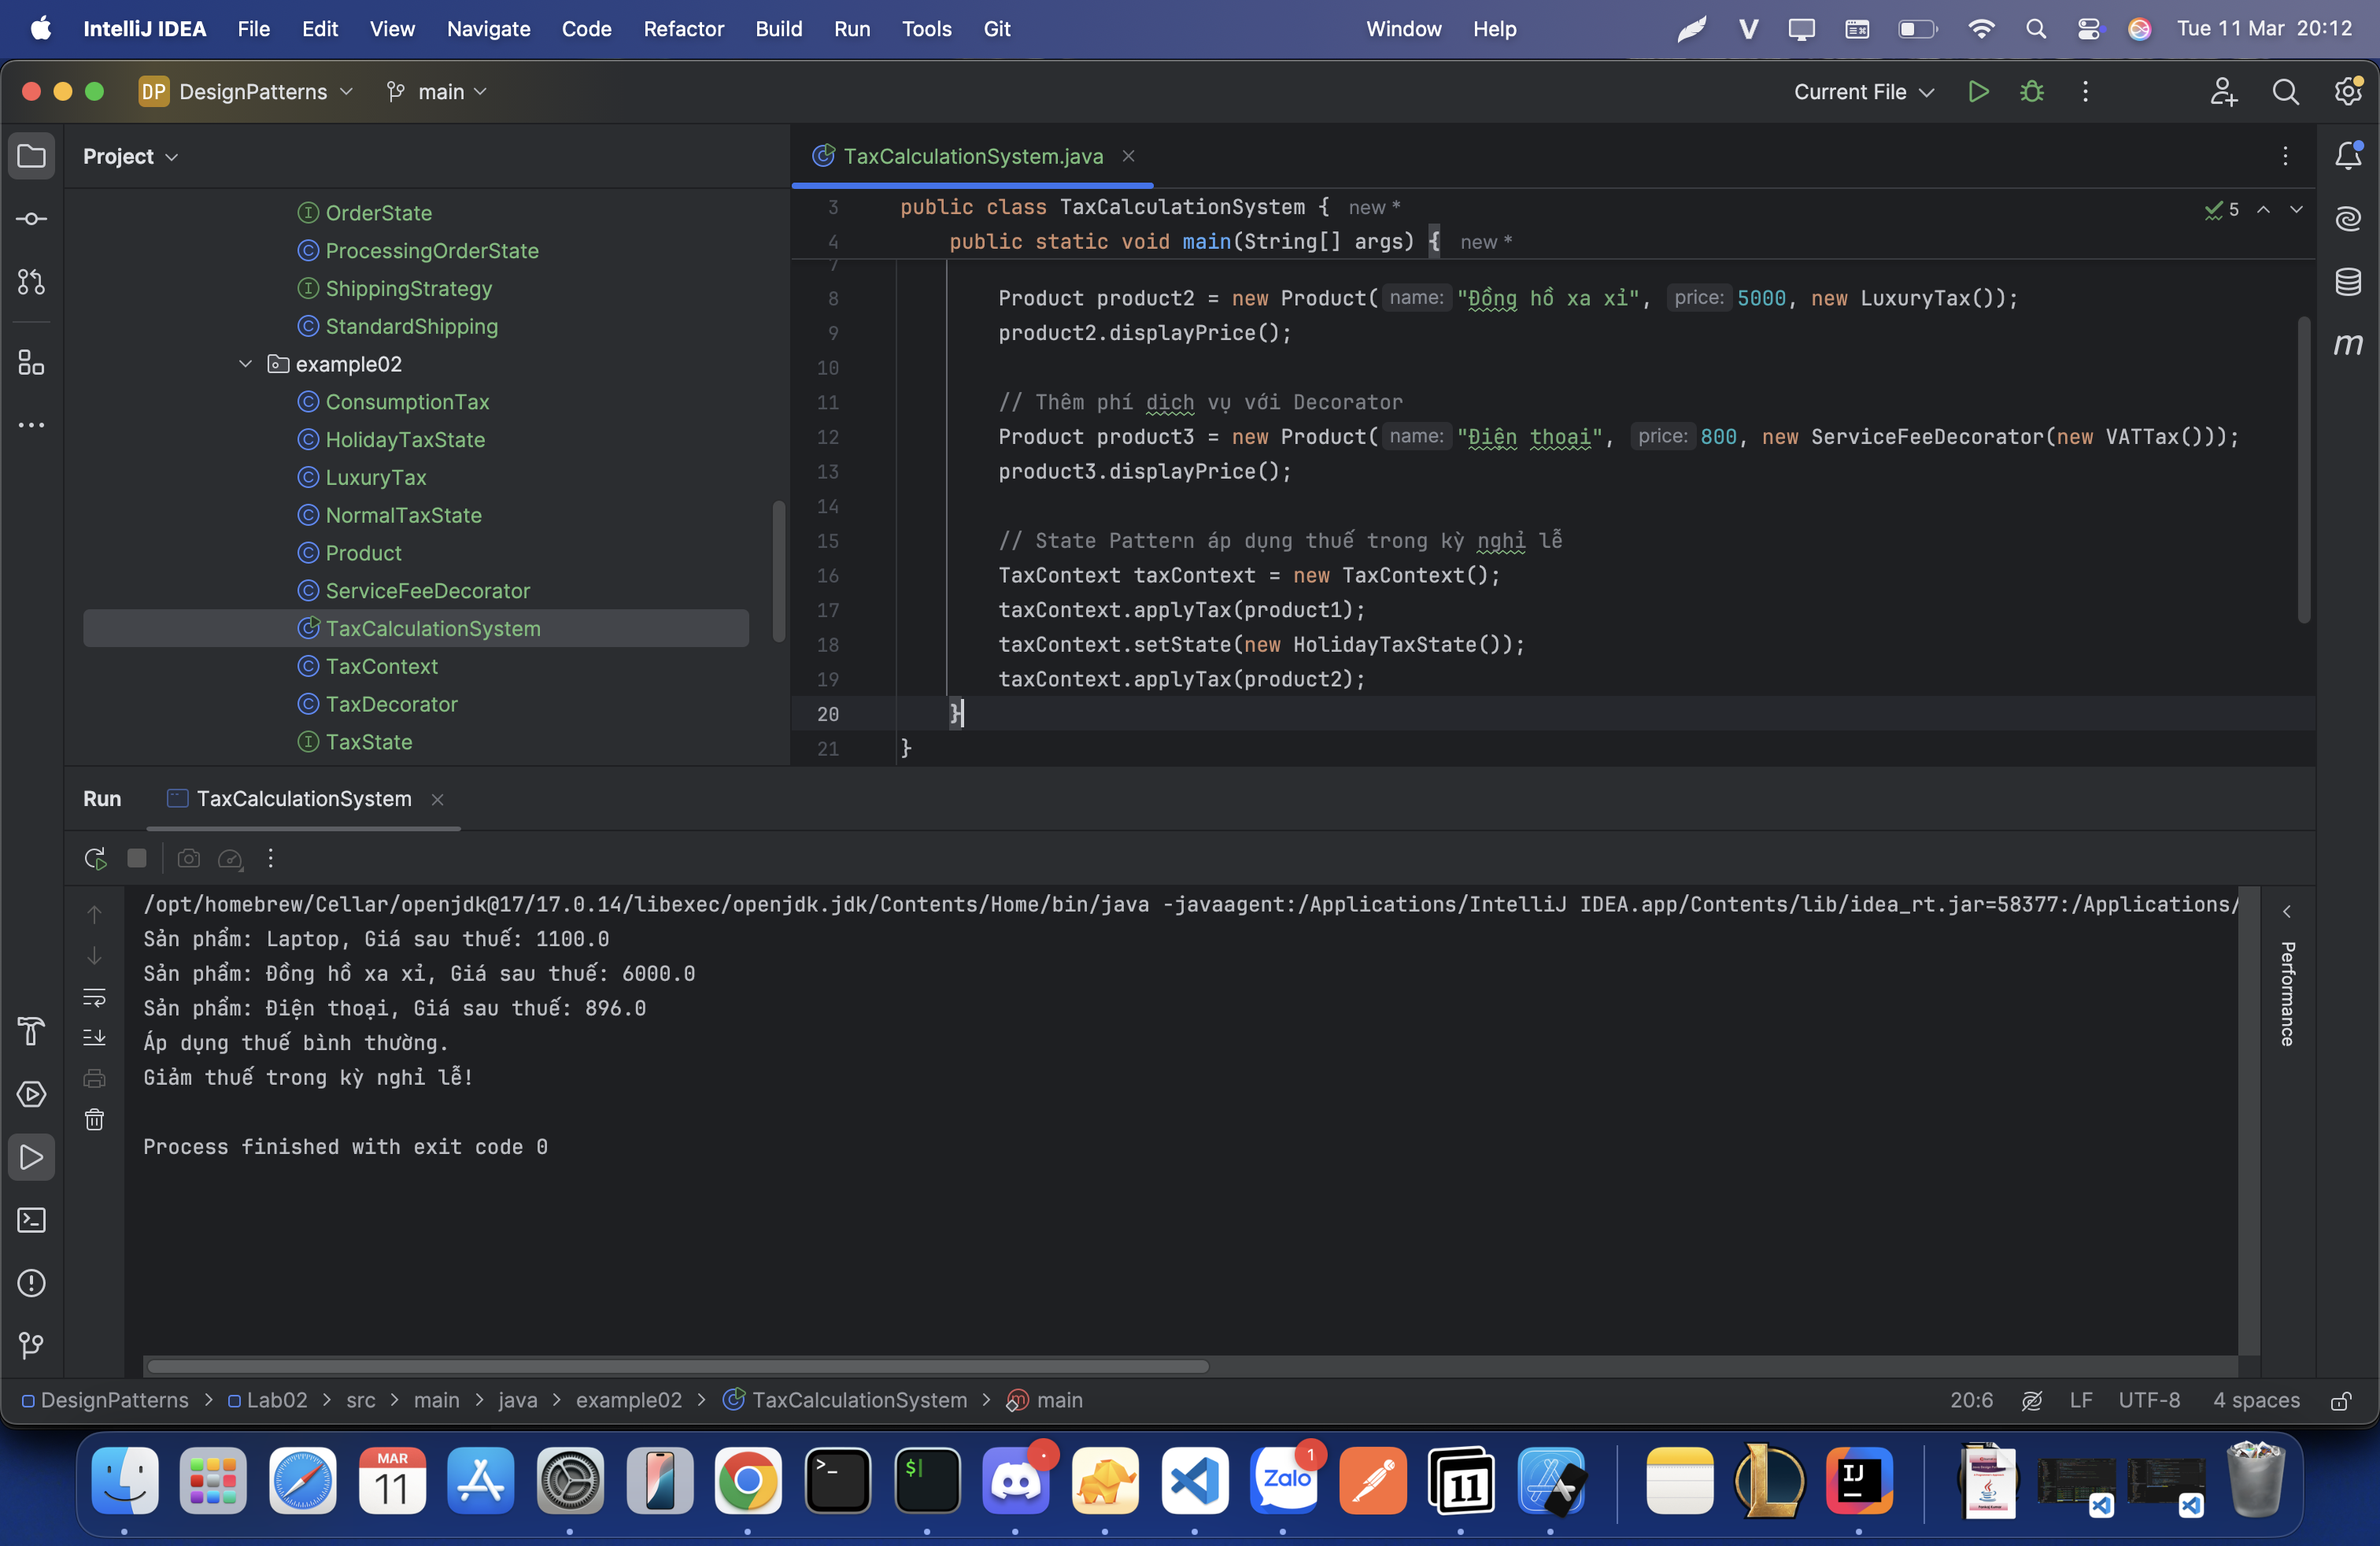 IntelliJ IDEA File Edit View Navigate Code Refactor Build Run Tools Git Window Help Tue 11 Mar 20:12
DP DesignPatterns main Current File
Project
OrderState
ProcessingOrderState
ShippingStrategy
StandardShipping
example02
ConsumptionTax
HolidayTaxState
LuxuryTax
NormalTaxState
Product
ServiceFeeDecorator
TaxCalculationSystem
TaxContext
TaxDecorator
TaxState
TaxCalculationSystem.java
3 public class TaxCalculationSystem { new *
4 public static void main(String[] args) { new *
5
7
8 Product product2 = new Product( name: "Đồng hồ xa xỉ", price: 5000, new LuxuryTax());
9 product2.displayPrice();
10
11 // Thêm phí dịch vụ với Decorator
12 Product product3 = new Product( name: "Điện thoại", price: 800, new ServiceFeeDecorator(new VATTax()));
13 product3.displayPrice();
14
15 // State Pattern áp dụng thuế trong kỳ nghỉ lễ
16 TaxContext taxContext = new TaxContext();
17 taxContext.applyTax(product1);
18 taxContext.setState(new HolidayTaxState());
19 taxContext.applyTax(product2);
20 }
21 }
Run TaxCalculationSystem
/opt/homebrew/Cellar/openjdk@17/17.0.14/libexec/openjdk.jdk/Contents/Home/bin/java -javaagent:/Applications/IntelliJ IDEA.app/Contents/lib/idea_rt.jar=58377:/Applications/
Sản phẩm: Laptop, Giá sau thuế: 1100.0
Sản phẩm: Đồng hồ xa xỉ, Giá sau thuế: 6000.0
Sản phẩm: Điện thoại, Giá sau thuế: 896.0
Áp dụng thuế bình thường.
Giảm thuế trong kỳ nghỉ lễ!
Process finished with exit code 0
Performance
DesignPatterns > Lab02 > src > main > java > example02 > TaxCalculationSystem > main 20:6 LF UTF-8 4 spaces
MAR
11
Zalo
1
11
IJ